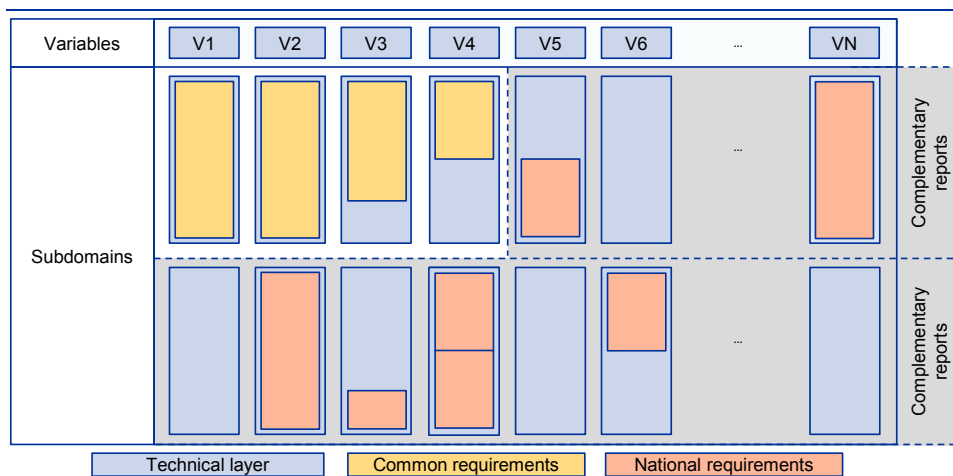 Variables
V1 V2 V3 V4 V5 V6 ... VN
Complementary
reports
...
Subdomains
Complementary
reports
...
Technical layer Common requirements National requirements